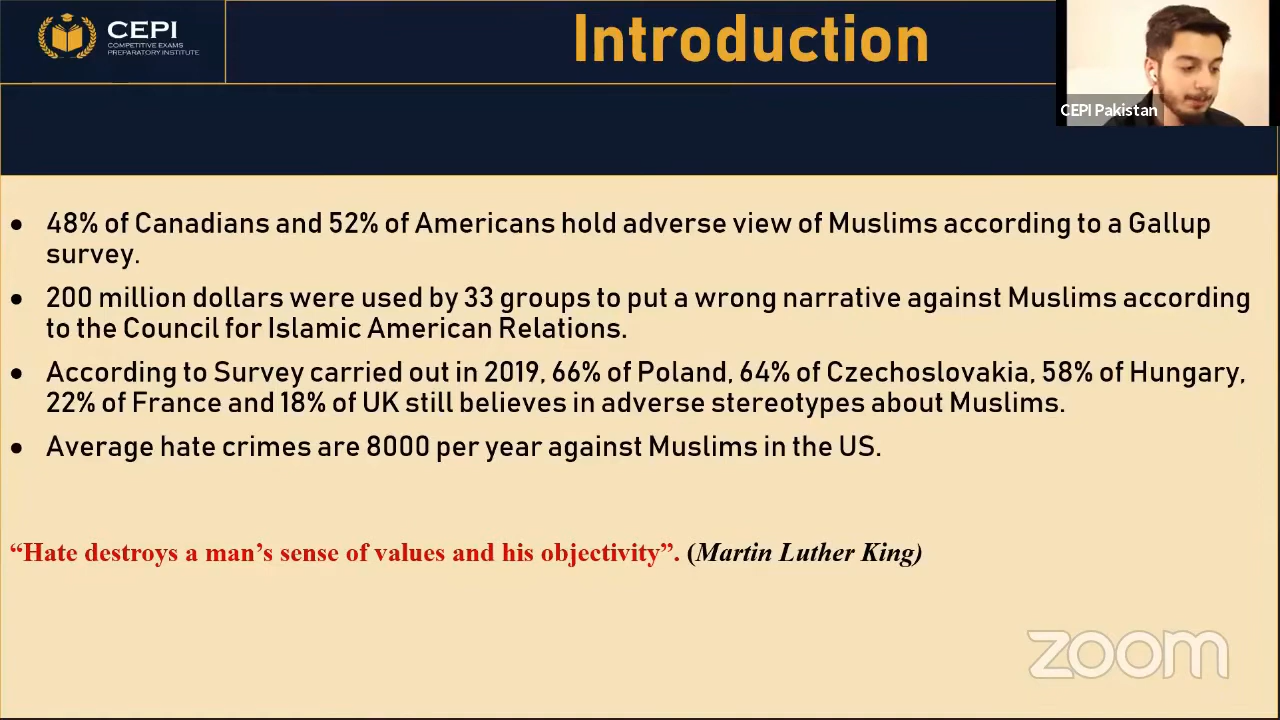 CEPI
COMPETITIVE EXAMS
PREPARATORY INSTITUTE
Introduction
CEPI Pakistan
● 48% of Canadians and 52% of Americans hold adverse view of Muslims according to a Gallup
survey.
● 200 million dollars were used by 33 groups to put a wrong narrative against Muslims according
to the Council for Islamic American Relations.
● According to Survey carried out in 2019, 66% of Poland, 64% of Czechoslovakia, 58% of Hungary,
22% of France and 18% of UK still believes in adverse stereotypes about Muslims.
● Average hate crimes are 8000 per year against Muslims in the US.
“Hate destroys a man’s sense of values and his objectivity”. (Martin Luther King)
zoom